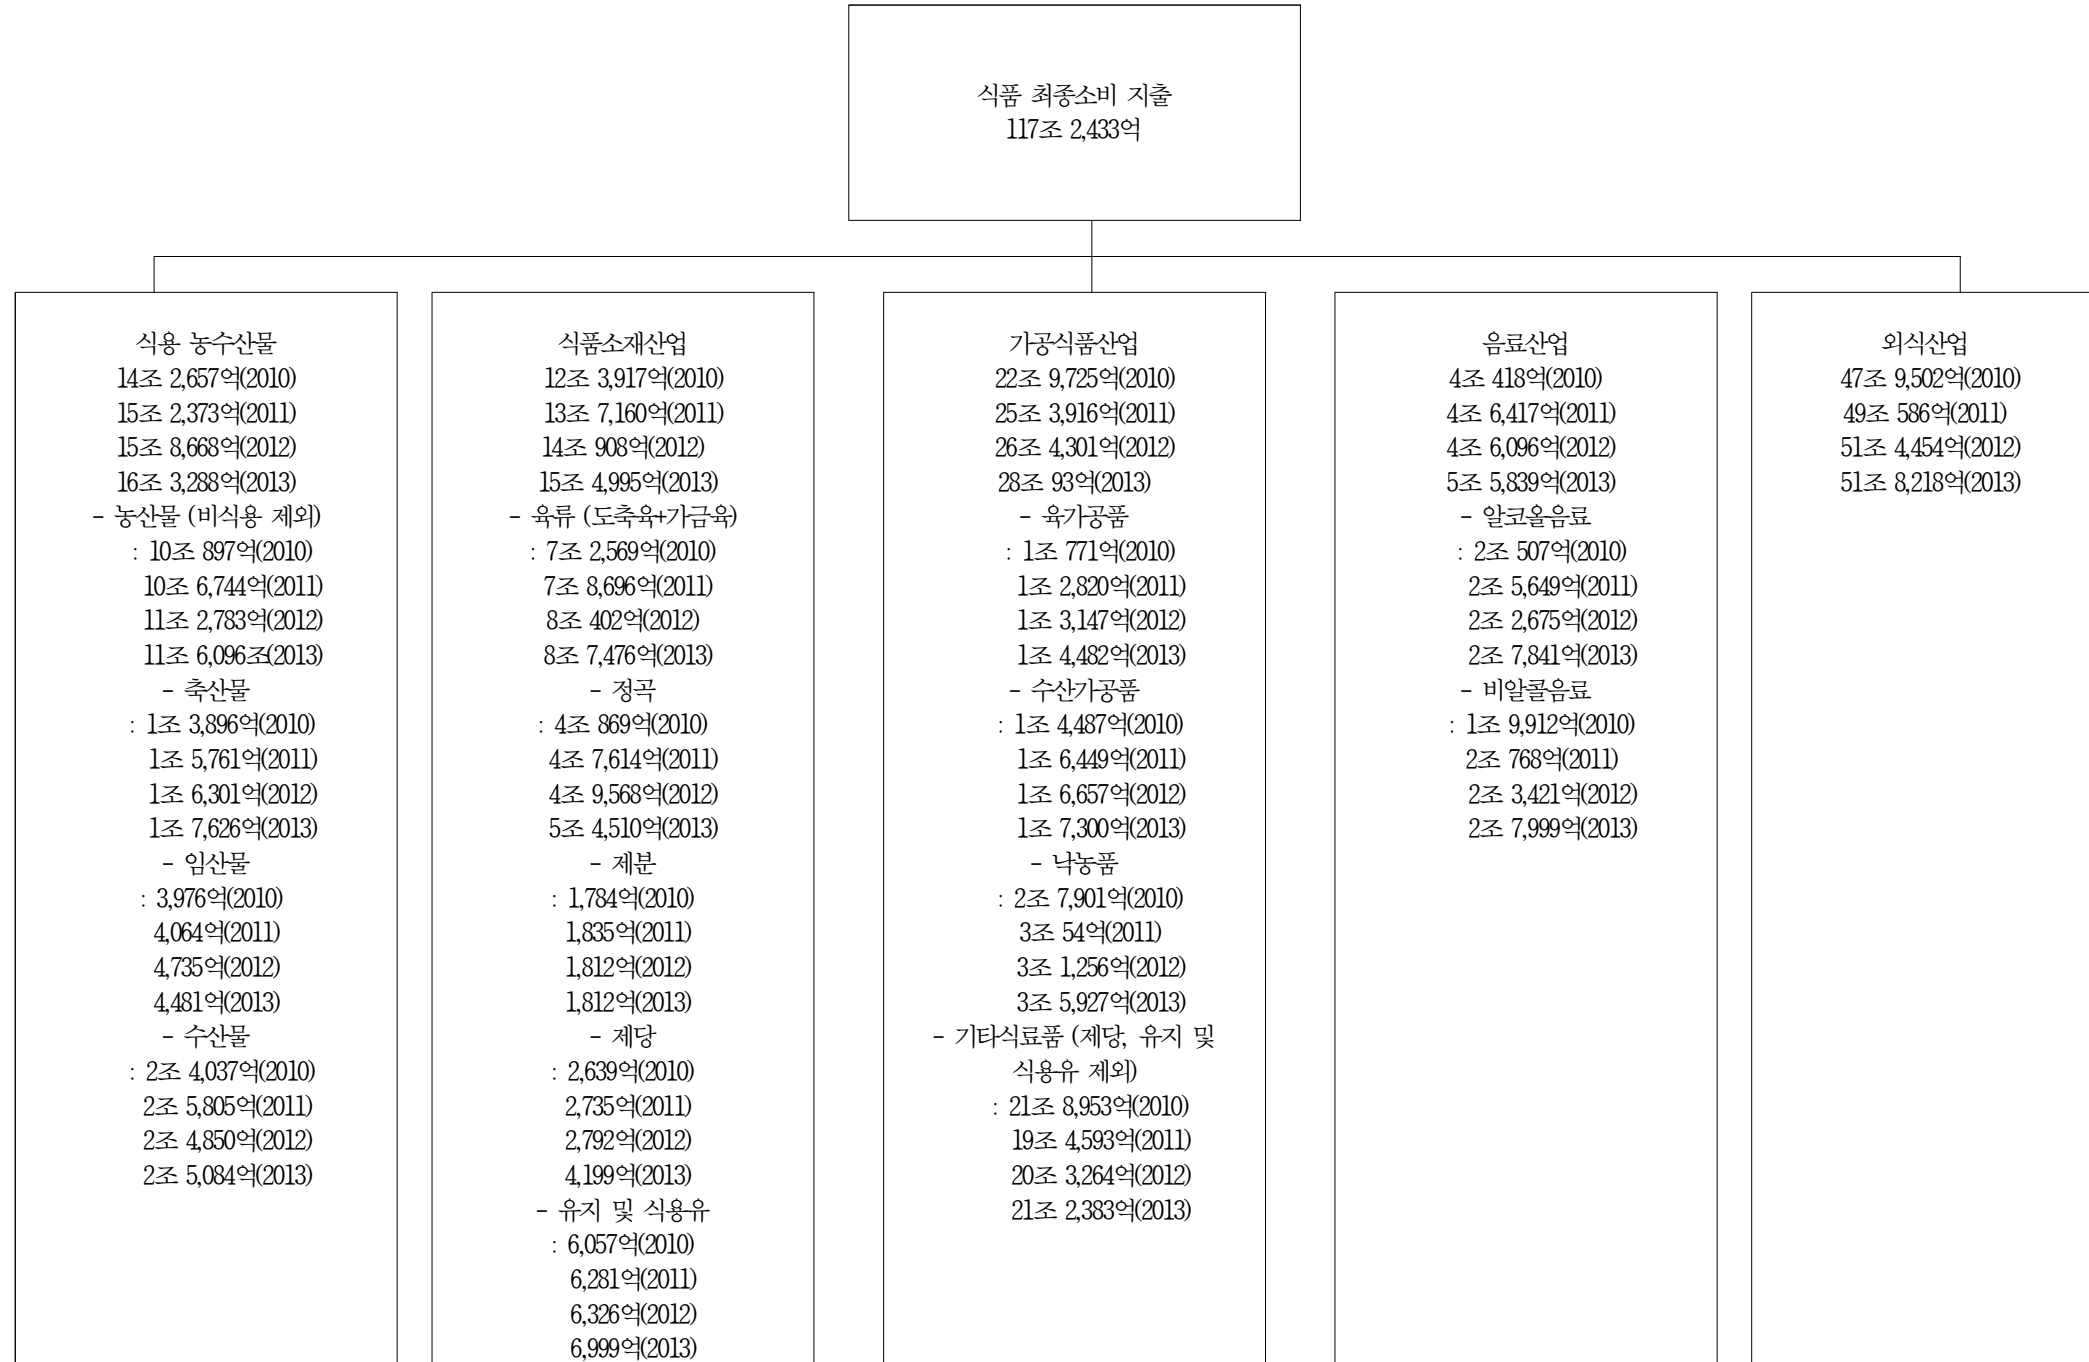 식품 최종소비 지출
117조 2,433억
식용 농수산물
14조 2,657억(2010)
15조 2,373억(2011)
15조 8,668억(2012)
16조 3,288억(2013)
- 농산물 (비식용 제외)
: 10조 897억(2010)
10조 6,744억(2011)
11조 2,783억(2012)
11조 6,096조(2013)
- 축산물
: 1조 3,896억(2010)
1조 5,761억(2011)
1조 6,301억(2012)
1조 7,626억(2013)
- 임산물
: 3,976억(2010)
4,064억(2011)
4,735억(2012)
4,481억(2013)
- 수산물
: 2조 4,037억(2010)
2조 5,805억(2011)
2조 4,850억(2012)
2조 5,084억(2013)
식품소재산업
12조 3,917억(2010)
13조 7,160억(2011)
14조 908억(2012)
15조 4,995억(2013)
- 육류 (도축육+가금육)
: 7조 2,569억(2010)
7조 8,696억(2011)
8조 402억(2012)
8조 7,476억(2013)
- 정곡
: 4조 869억(2010)
4조 7,614억(2011)
4조 9,568억(2012)
5조 4,510억(2013)
- 제분
: 1,784억(2010)
1,835억(2011)
1,812억(2012)
1,812억(2013)
- 제당
: 2,639억(2010)
2,735억(2011)
2,792억(2012)
4,199억(2013)
- 유지 및 식용유
: 6,057억(2010)
6,281억(2011)
6,326억(2012)
6,999억(2013)
가공식품산업
22조 9,725억(2010)
25조 3,916억(2011)
26조 4,301억(2012)
28조 93억(2013)
- 육가공품
: 1조 771억(2010)
1조 2,820억(2011)
1조 3,147억(2012)
1조 4,482억(2013)
- 수산가공품
: 1조 4,487억(2010)
1조 6,449억(2011)
1조 6,657억(2012)
1조 7,300억(2013)
- 낙농품
: 2조 7,901억(2010)
3조 54억(2011)
3조 1,256억(2012)
3조 5,927억(2013)
- 기타식료품 (제당, 유지 및
식용유 제외)
: 21조 8,953억(2010)
19조 4,593억(2011)
20조 3,264억(2012)
21조 2,383억(2013)
음료산업
4조 418억(2010)
4조 6,417억(2011)
4조 6,096억(2012)
5조 5,839억(2013)
- 알코올음료
: 2조 507억(2010)
2조 5,649억(2011)
2조 2,675억(2012)
2조 7,841억(2013)
- 비알콜음료
: 1조 9,912억(2010)
2조 768억(2011)
2조 3,421억(2012)
2조 7,999억(2013)
외식산업
47조 9,502억(2010)
49조 586억(2011)
51조 4,454억(2012)
51조 8,218억(2013)